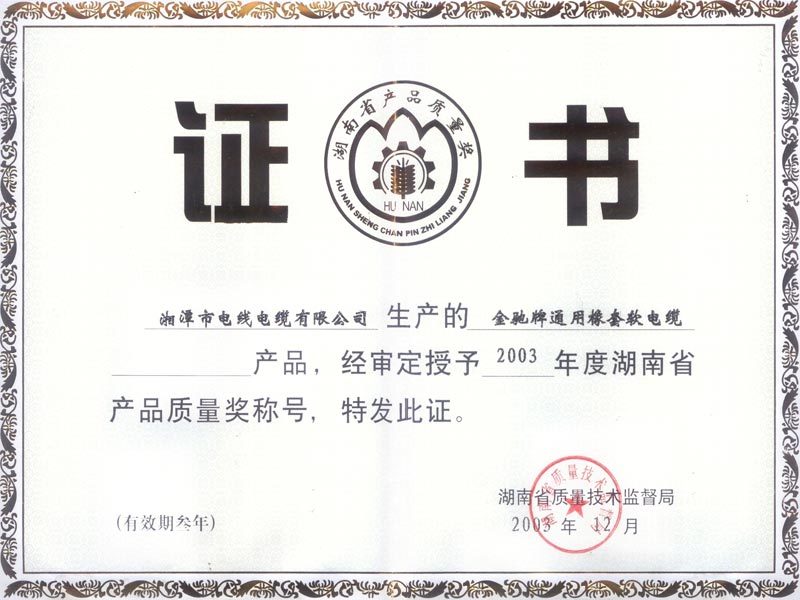 证书
湖南省产品质量奖
HU NAN
HU NAN SHENG CHAN PIN ZHI LIANG JIANG
湘潭市电线电缆有限公司 生产的 金驰牌通用橡套软电缆
产品，经审定授予 2003 年度湖南省
产品质量奖称号，特发此证。
湖南省质量技术监督局
(有效期叁年)
2003 年 12 月